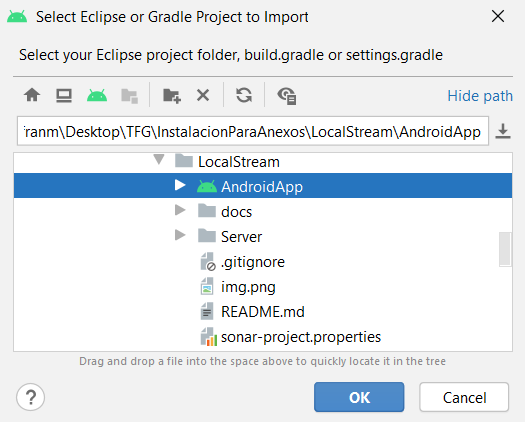 Select Eclipse or Gradle Project to Import
Select your Eclipse project folder, build.gradle or settings.gradle
Hide path
ranm\Desktop\TFG\InstalacionParaAnexos\LocalStream\AndroidApp
LocalStream
AndroidApp
docs
Server
.gitignore
img.png
README.md
sonar-project.properties
Drag and drop a file into the space above to quickly locate it in the tree
?
OK
Cancel